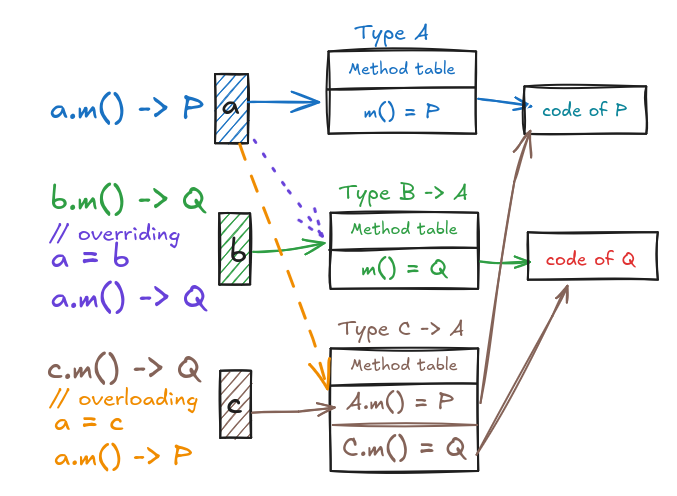 Type A
Method table
m() = P
a.m() -> P
a
code of P
Type B -> A
Method table
m() = Q
b.m() -> Q
// overriding
a = b
a.m() -> Q
b
code of Q
Type C -> A
Method table
A.m() = P
C.m() = Q
c.m() -> Q
// overloading
a = c
a.m() -> P
c